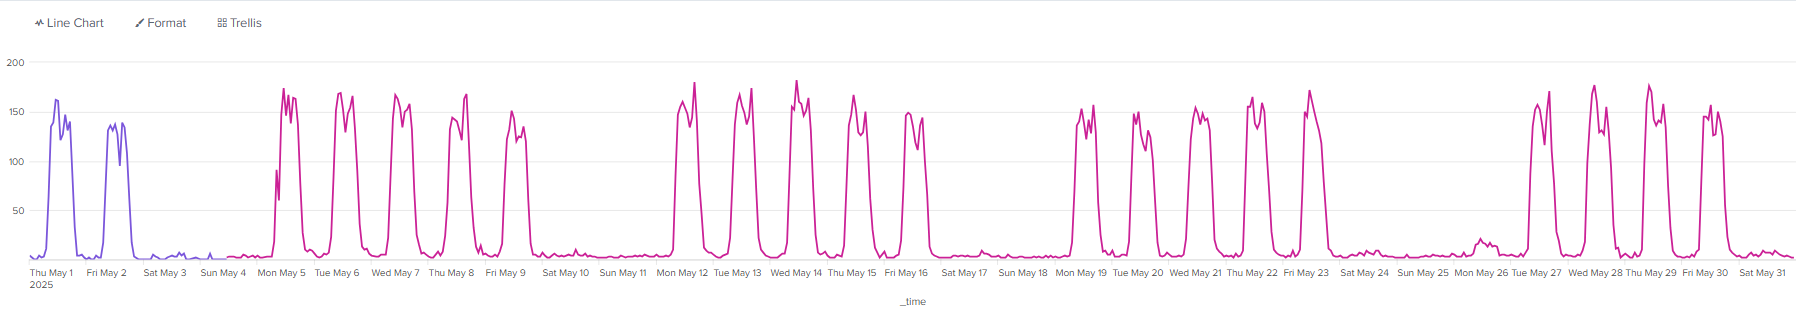 Line Chart Format Trellis
200
150
100
50
Thu May 1 Fri May 2 Sat May 3 Sun May 4 Mon May 5 Tue May 6 Wed May 7 Thu May 8 Fri May 9 Sat May 10 Sun May 11 Mon May 12 Tue May 13 Wed May 14 Thu May 15 Fri May 16 Sat May 17 Sun May 18 Mon May 19 Tue May 20 Wed May 21 Thu May 22 Fri May 23 Sat May 24 Sun May 25 Mon May 26 Tue May 27 Wed May 28 Thu May 29 Fri May 30 Sat May 31
2025
_time